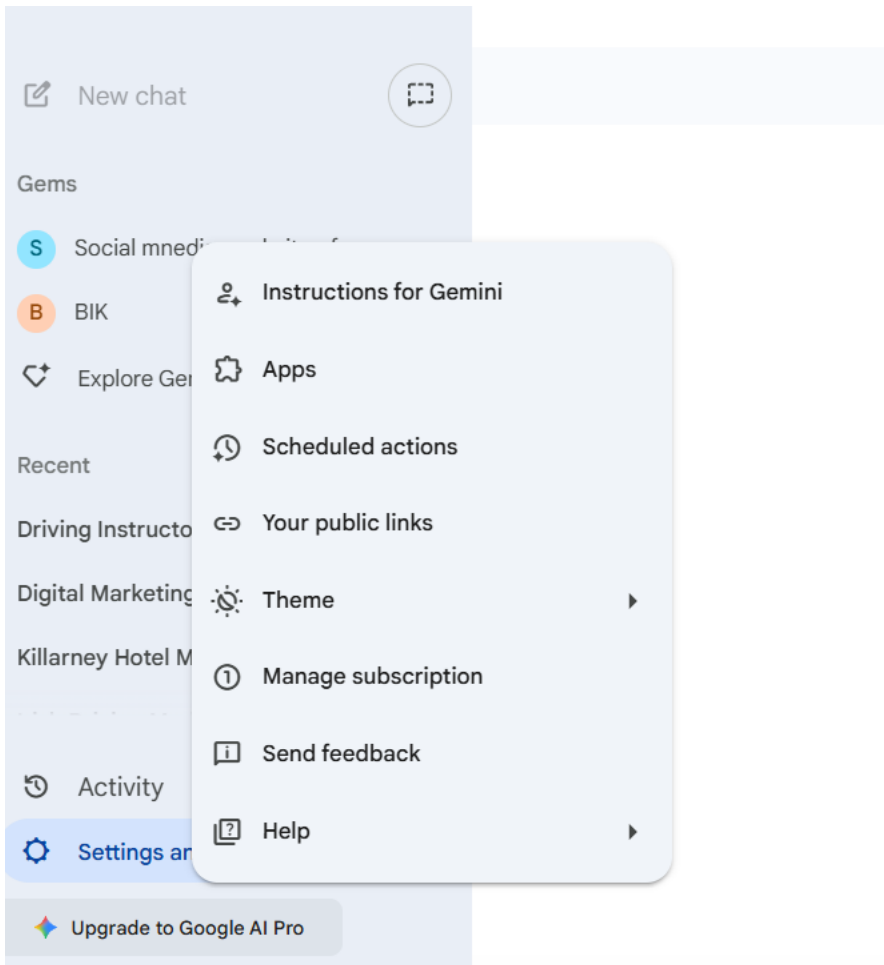 New chat
Gems
S Social mnedi
B BIK
Explore Ge
Recent
Driving Instructo
Digital Marketing
Killarney Hotel M
Activity
Settings an
Upgrade to Google AI Pro
Instructions for Gemini
Apps
Scheduled actions
Your public links
Theme
1 Manage subscription
Send feedback
Help